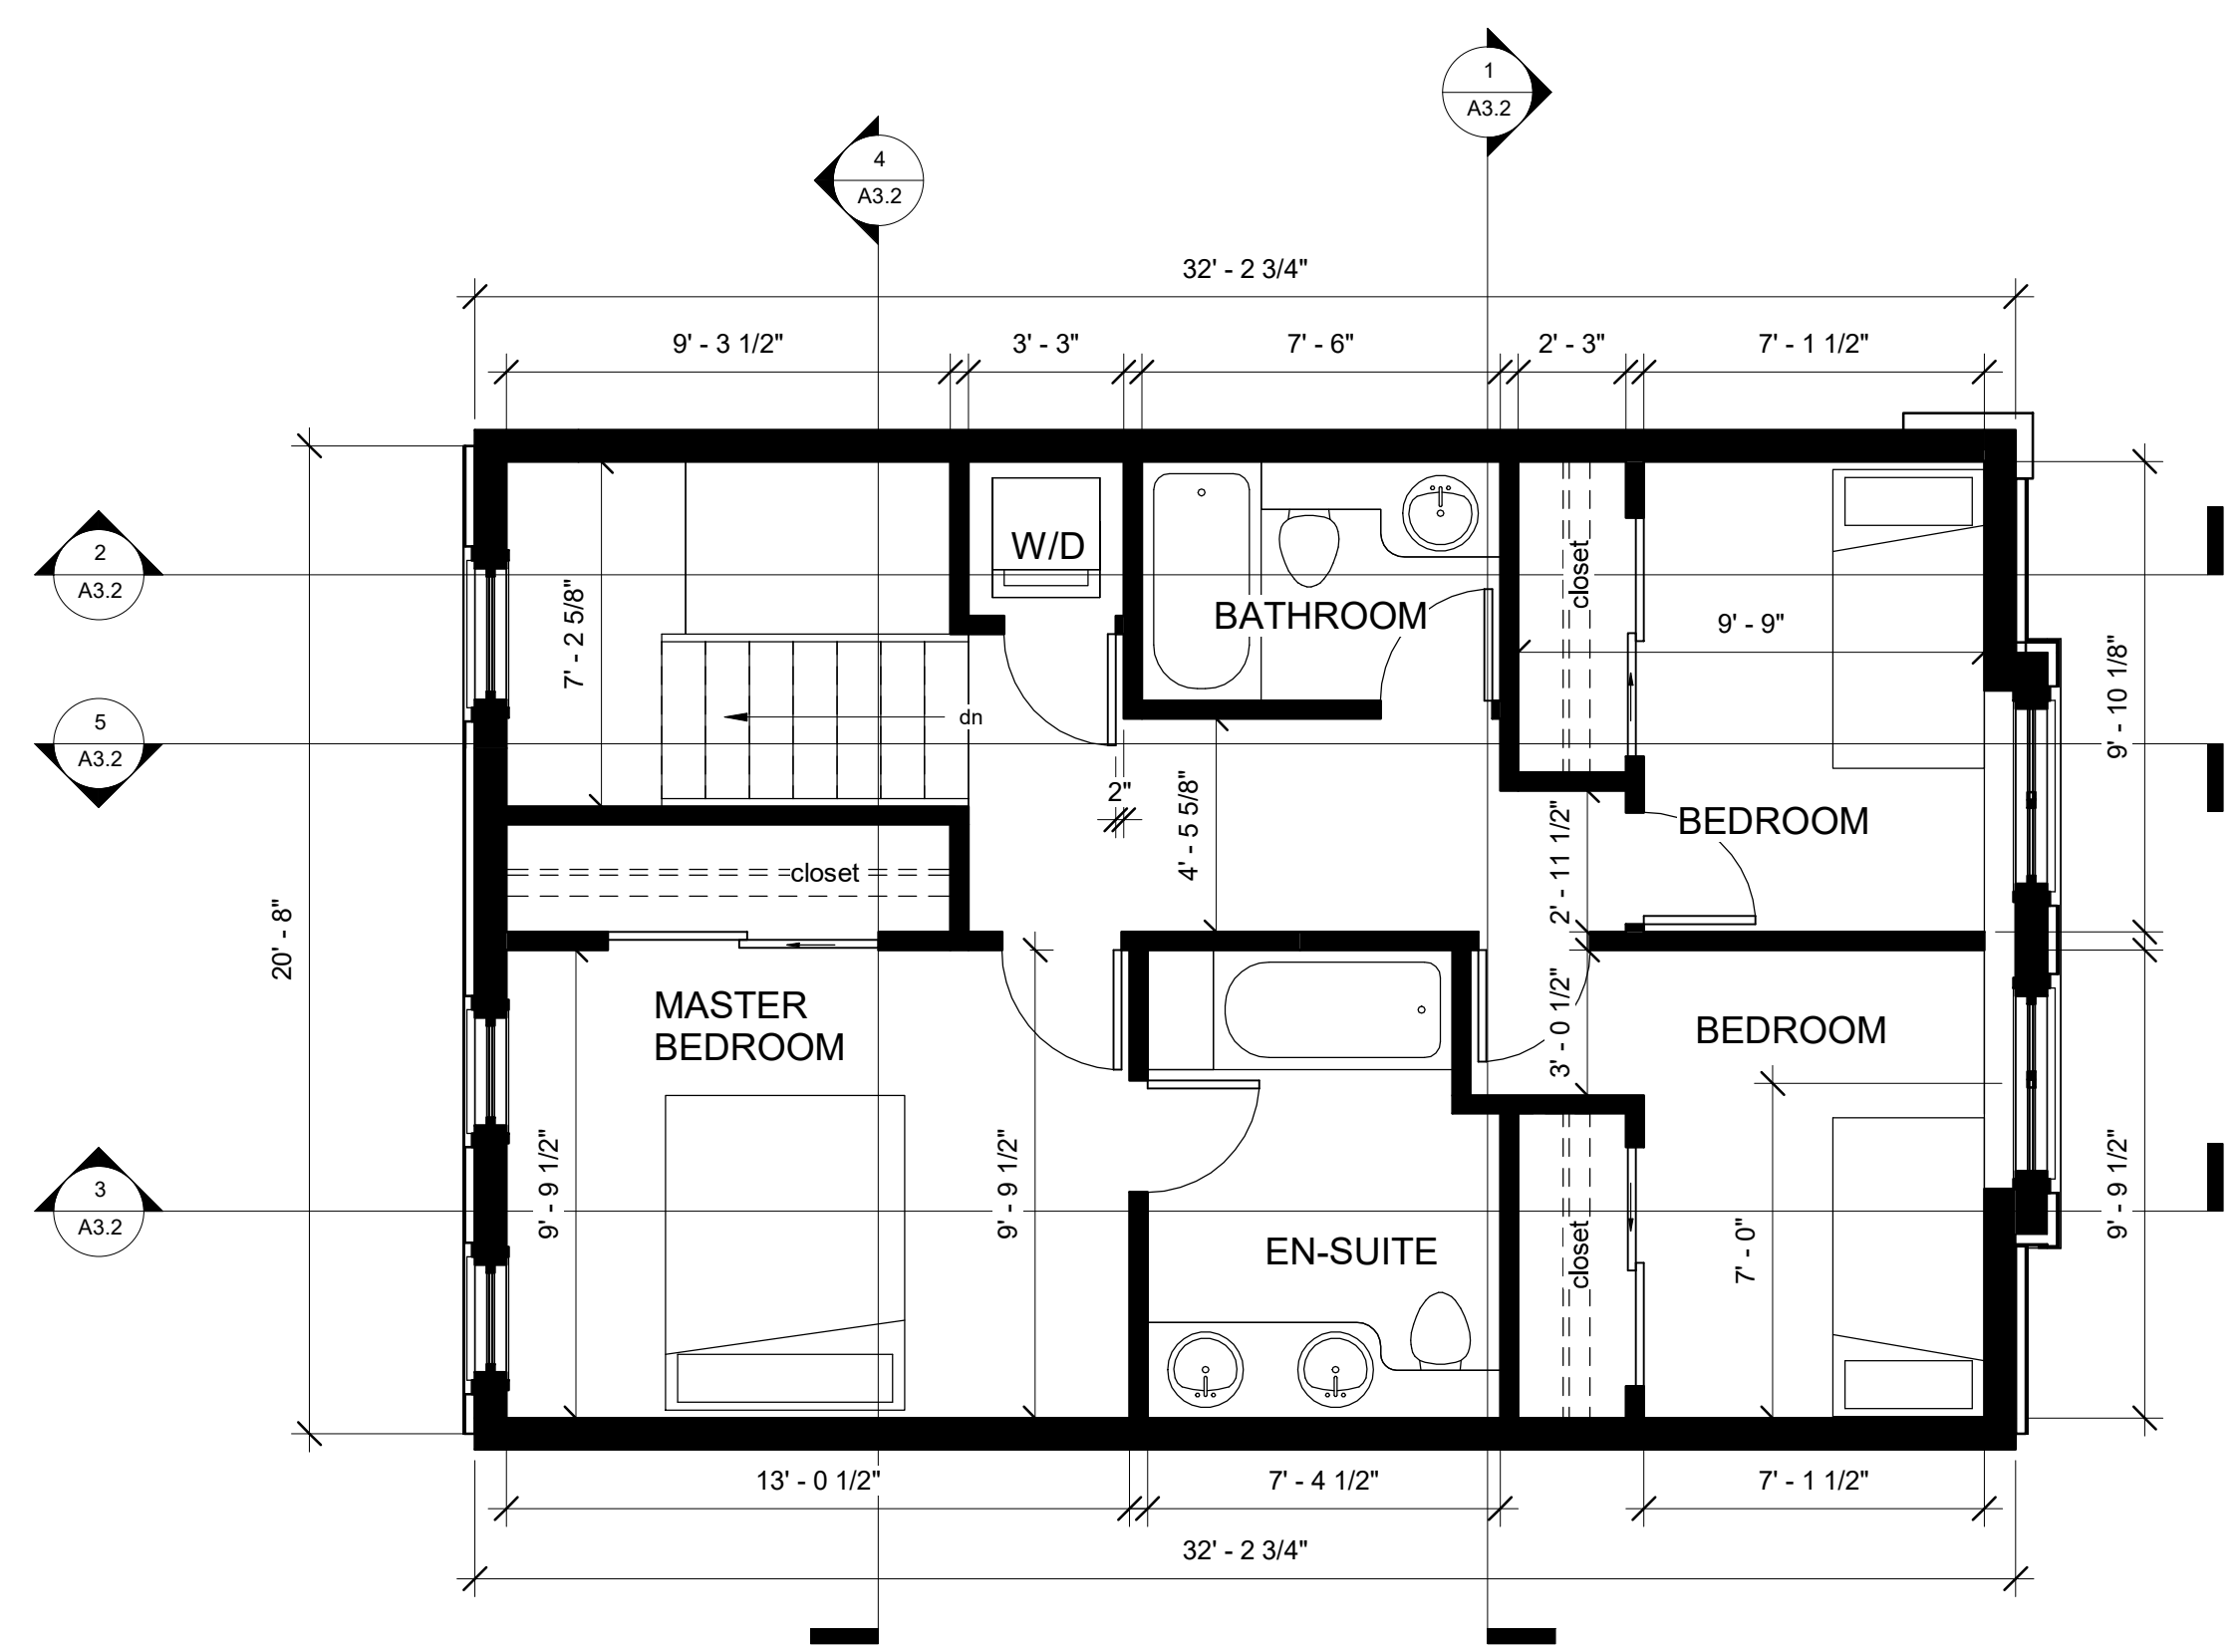 1
A3.2
4
A3.2
32' - 2 3/4"
9' - 3 1/2"
3' - 3"
7' - 6"
2' - 3"
7' - 1 1/2"
2
A3.2
W/D
closet
7' - 2 5/8"
BATHROOM
9' - 9"
9' - 10 1/8"
5
A3.2
dn
2"
4' - 5 5/8"
2' - 11 1/2"
BEDROOM
closet
20' - 8"
MASTER
BEDROOM
3' - 0 1/2"
BEDROOM
3
A3.2
9' - 9 1/2"
9' - 9 1/2"
EN-SUITE
closet
7' - 0"
9' - 9 1/2"
13' - 0 1/2"
7' - 4 1/2"
7' - 1 1/2"
32' - 2 3/4"